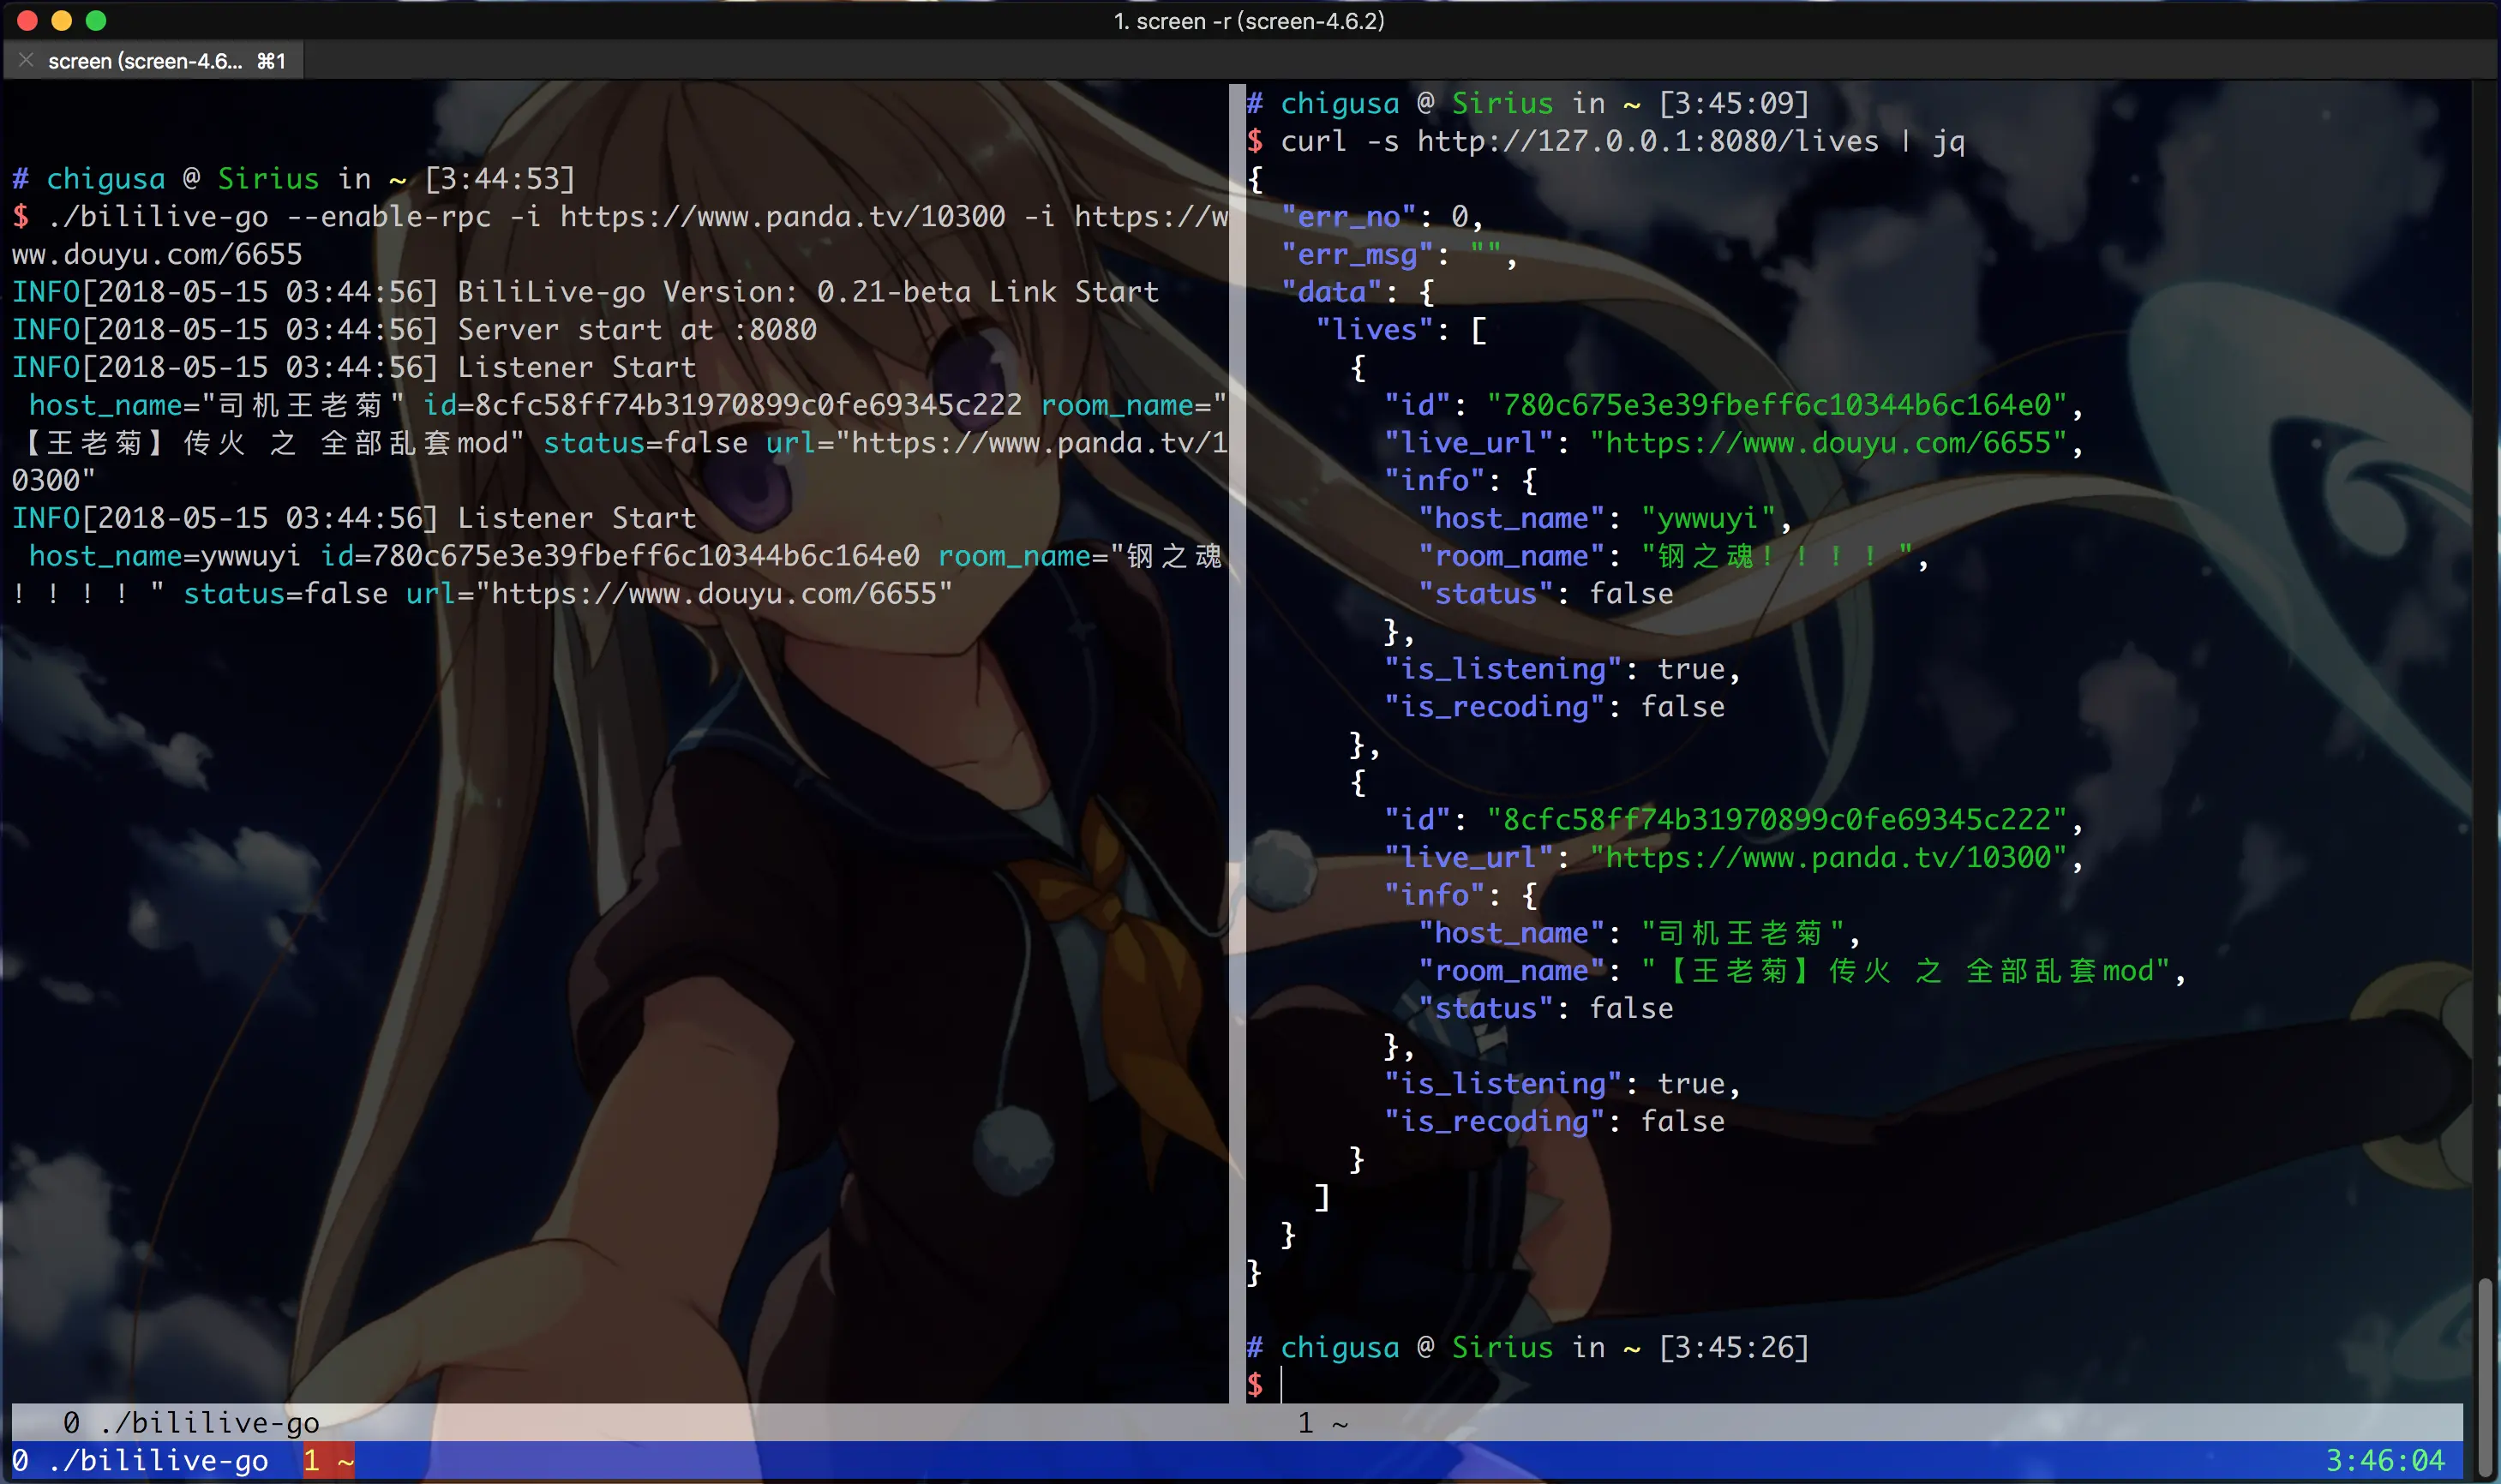 1. screen -r (screen-4.6.2)
screen (screen-4.6... ⌘1
# chigusa @ Sirius in ~ [3:44:53]
$ ./bililive-go --enable-rpc -i https://www.panda.tv/10300 -i https://w
ww.douyu.com/6655
INFO[2018-05-15 03:44:56] BiliLive-go Version: 0.21-beta Link Start
INFO[2018-05-15 03:44:56] Server start at :8080
INFO[2018-05-15 03:44:56] Listener Start
host_name="司机王老菊" id=8cfc58ff74b31970899c0fe69345c222 room_name="
【王老菊】传火 之 全部乱套mod" status=false url="https://www.panda.tv/1
0300"
INFO[2018-05-15 03:44:56] Listener Start
host_name=ywwuyi id=780c675e3e39fbeff6c10344b6c164e0 room_name="钢之魂
！！！！" status=false url="https://www.douyu.com/6655"
# chigusa @ Sirius in ~ [3:45:09]
$ curl -s http://127.0.0.1:8080/lives | jq
{
"err_no": 0,
"err_msg": "",
"data": {
"lives": [
{
"id": "780c675e3e39fbeff6c10344b6c164e0",
"live_url": "https://www.douyu.com/6655",
"info": {
"host_name": "ywwuyi",
"room_name": "钢之魂！！！！",
"status": false
},
"is_listening": true,
"is_recoding": false
},
{
"id": "8cfc58ff74b31970899c0fe69345c222",
"live_url": "https://www.panda.tv/10300",
"info": {
"host_name": "司机王老菊",
"room_name": "【王老菊】传火 之 全部乱套mod",
"status": false
},
"is_listening": true,
"is_recoding": false
}
]
}
}
# chigusa @ Sirius in ~ [3:45:26]
$
0 ./bililive-go 1 ~
0 ./bililive-go 1 ~ 3:46:04